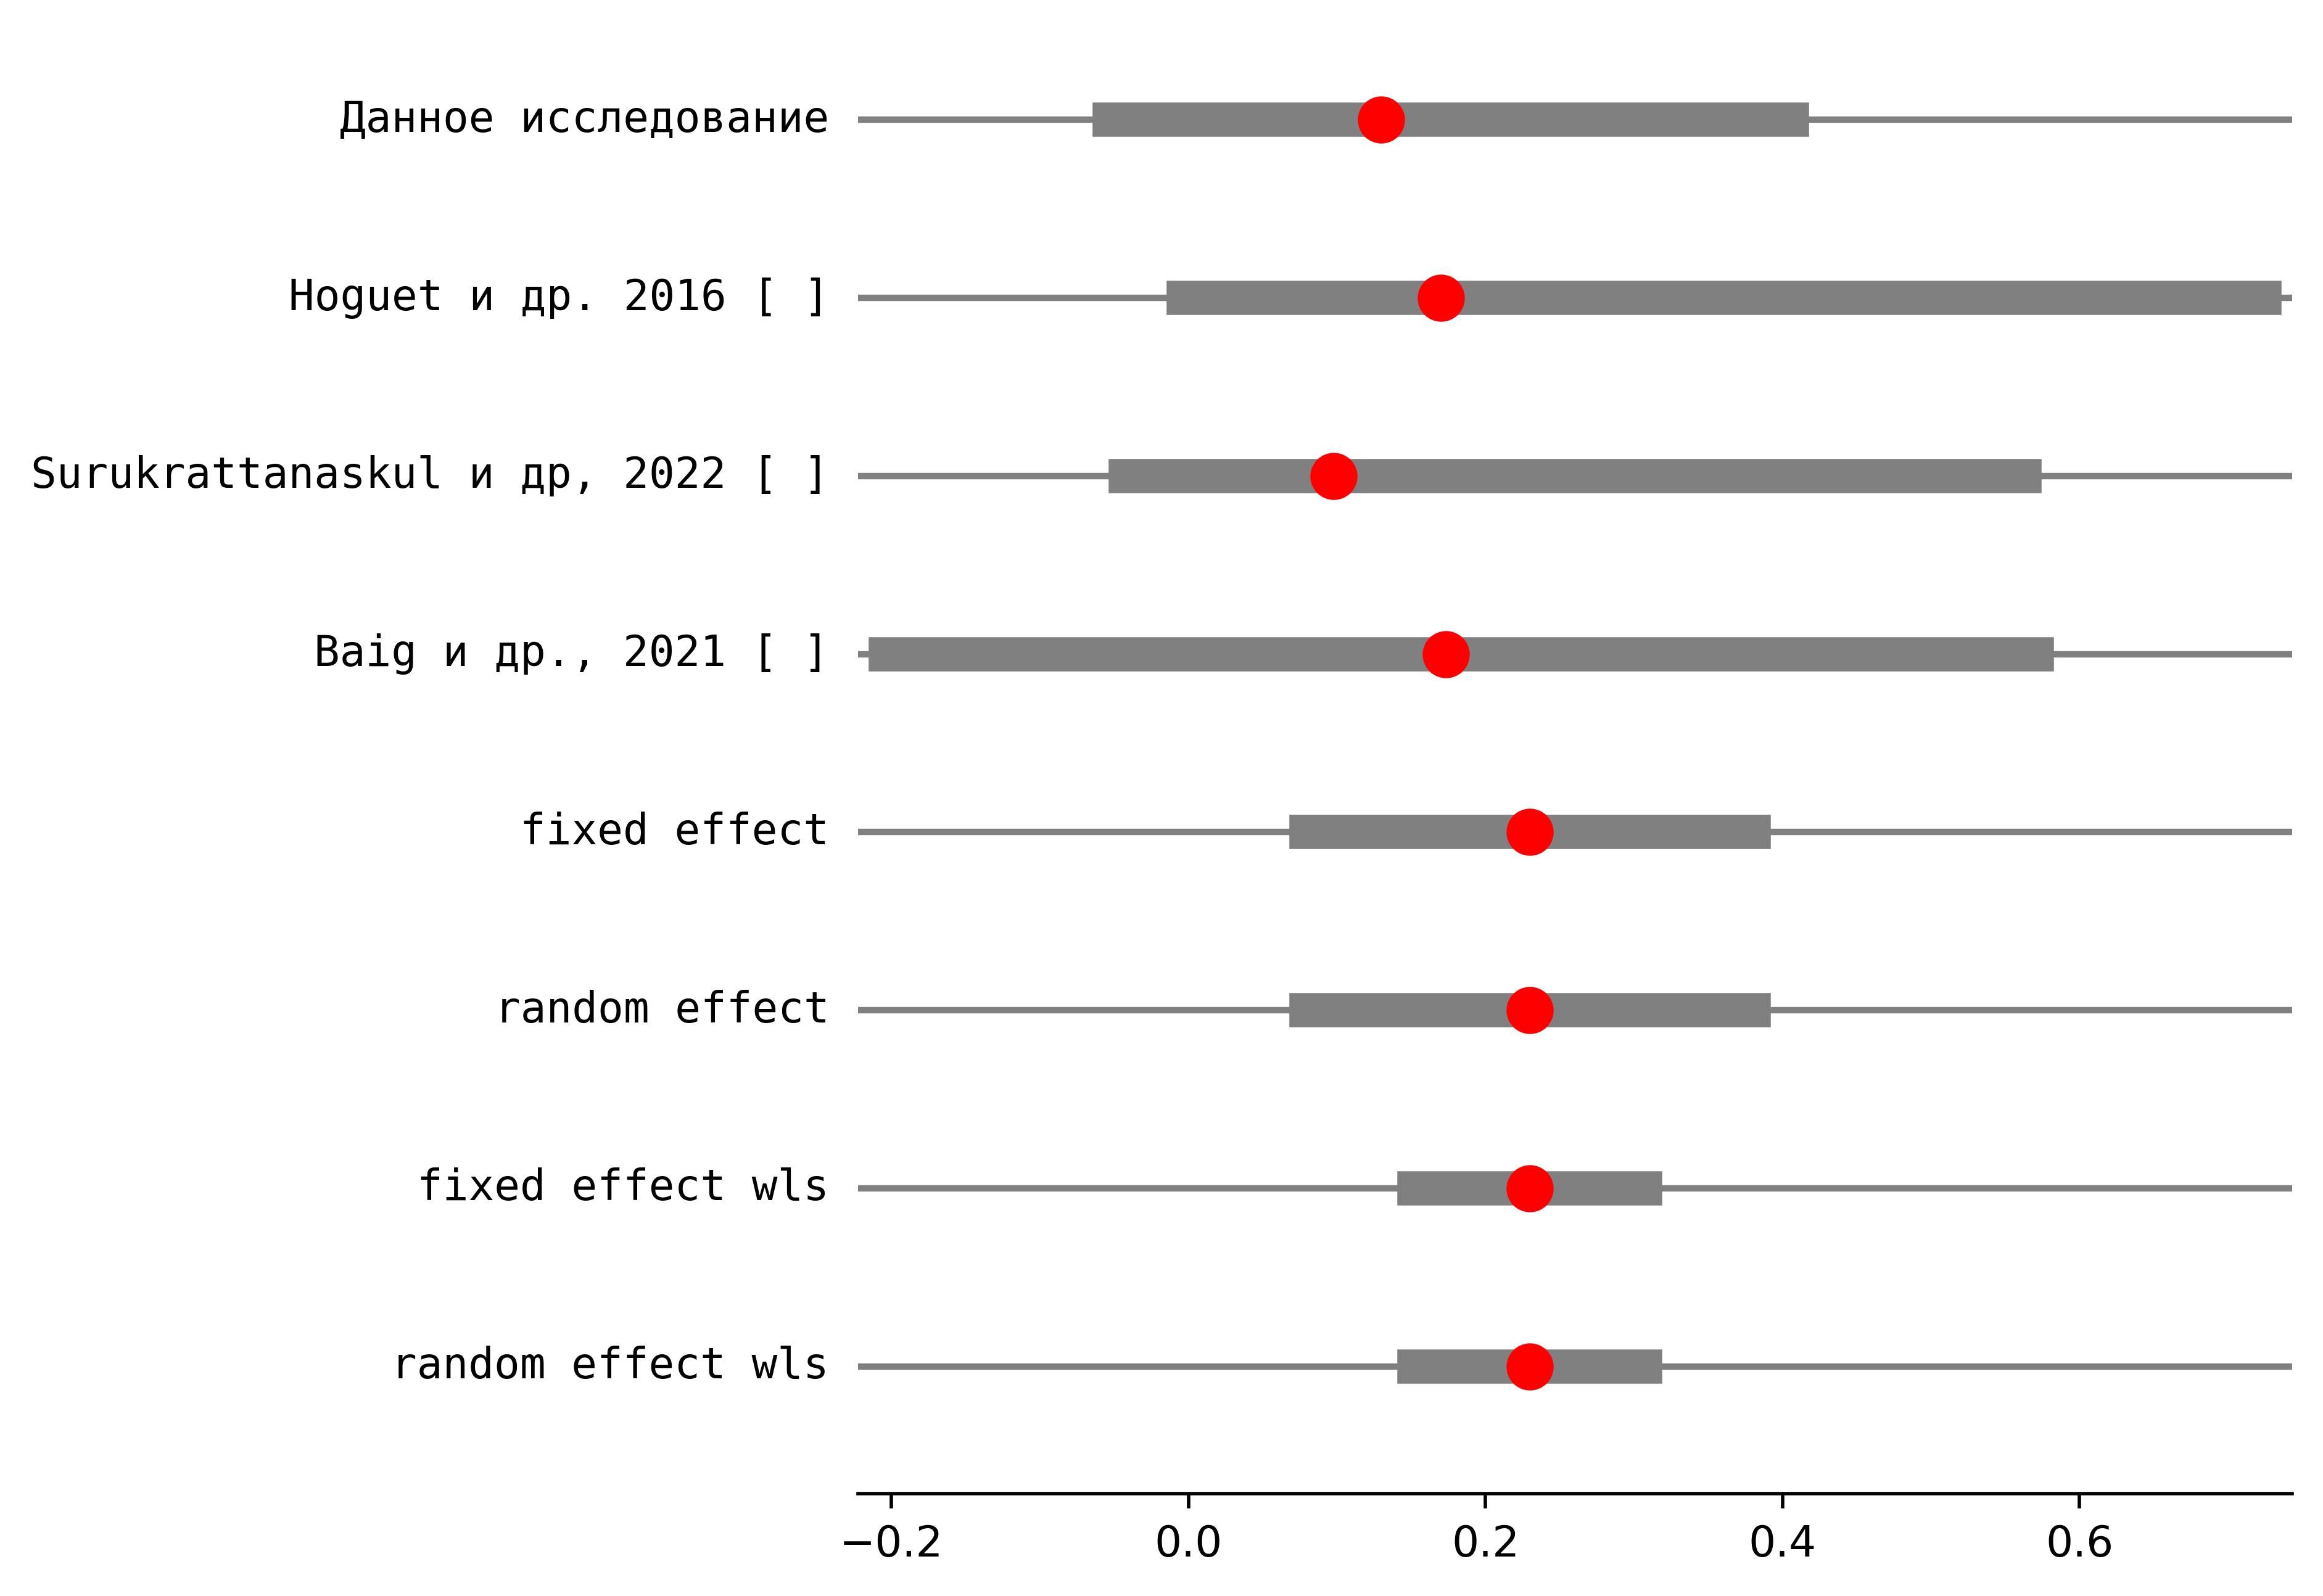 Данное исследование
Hoguet и др. 2016 [ ]
Surukrattanaskul и др, 2022 [ ]
Baig и др., 2021 [ ]
fixed effect
random effect
fixed effect wls
random effect wls
−0.2 0.0 0.2 0.4 0.6